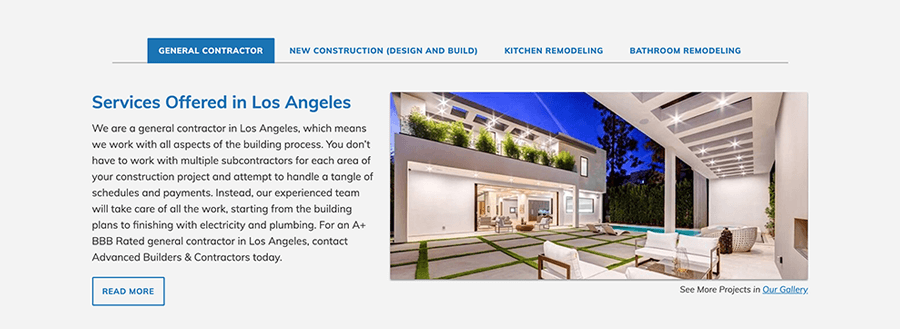 GENERAL CONTRACTOR NEW CONSTRUCTION (DESIGN AND BUILD) KITCHEN REMODELING BATHROOM REMODELING
Services Offered in Los Angeles
We are a general contractor in Los Angeles, which means
we work with all aspects of the building process. You don't
have to work with multiple subcontractors for each area of
your construction project and attempt to handle a tangle of
schedules and payments. Instead, our experienced team
will take care of all the work, starting from the building
plans to finishing with electricity and plumbing. For an A+
BBB Rated general contractor in Los Angeles, contact
Advanced Builders & Contractors today.
READ MORE
See More Projects in Our Gallery